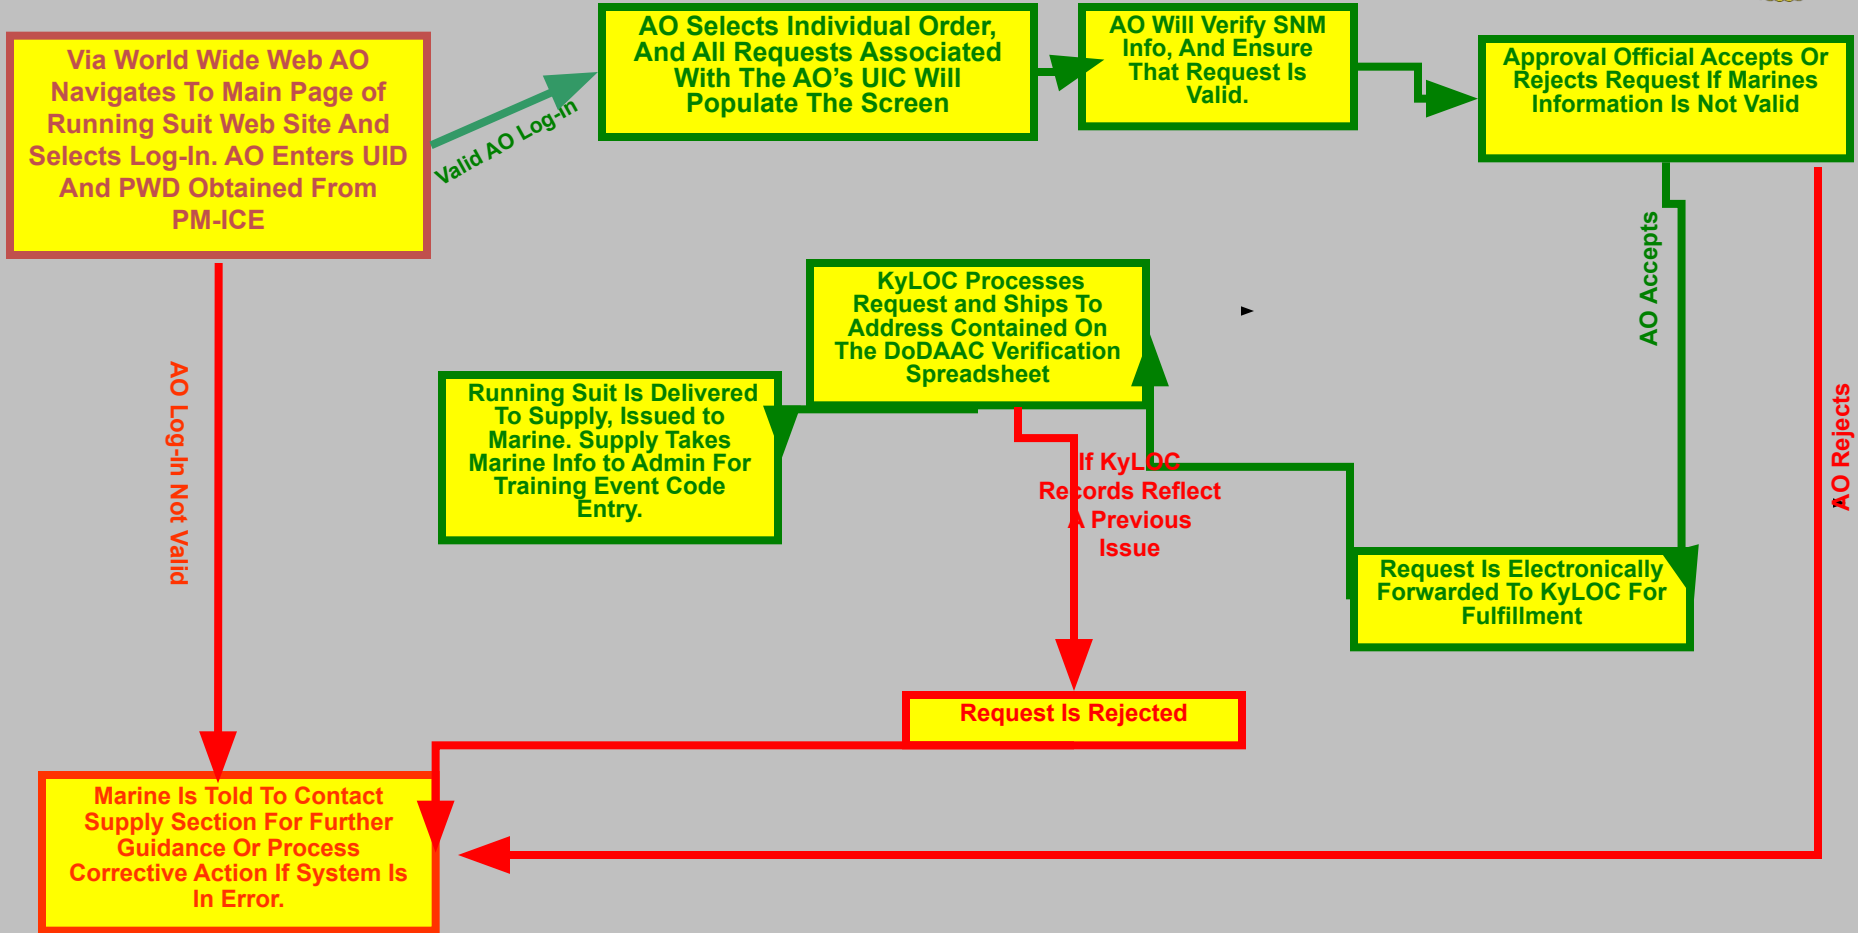 Via World Wide Web AO
Navigates To Main Page of
Running Suit Web Site And
Selects Log-In. AO Enters UID
And PWD Obtained From
PM-ICE
Valid AO Log-in
AO Selects Individual Order,
And All Requests Associated
With The AO’s UIC Will
Populate The Screen
AO Will Verify SNM
Info, And Ensure
That Request Is
Valid.
Approval Official Accepts Or
Rejects Request If Marines
Information Is Not Valid
AO Accepts
AO Rejects
KyLOC Processes
Request and Ships To
Address Contained On
The DoDAAC Verification
Spreadsheet
Running Suit Is Delivered
To Supply, Issued to
Marine. Supply Takes
Marine Info to Admin For
Training Event Code
Entry.
If KyLOC
Records Reflect
A Previous
Issue
Request Is Electronically
Forwarded To KyLOC For
Fulfillment
AO Log-In Not Valid
Request Is Rejected
Marine Is Told To Contact
Supply Section For Further
Guidance Or Process
Corrective Action If System Is
In Error.